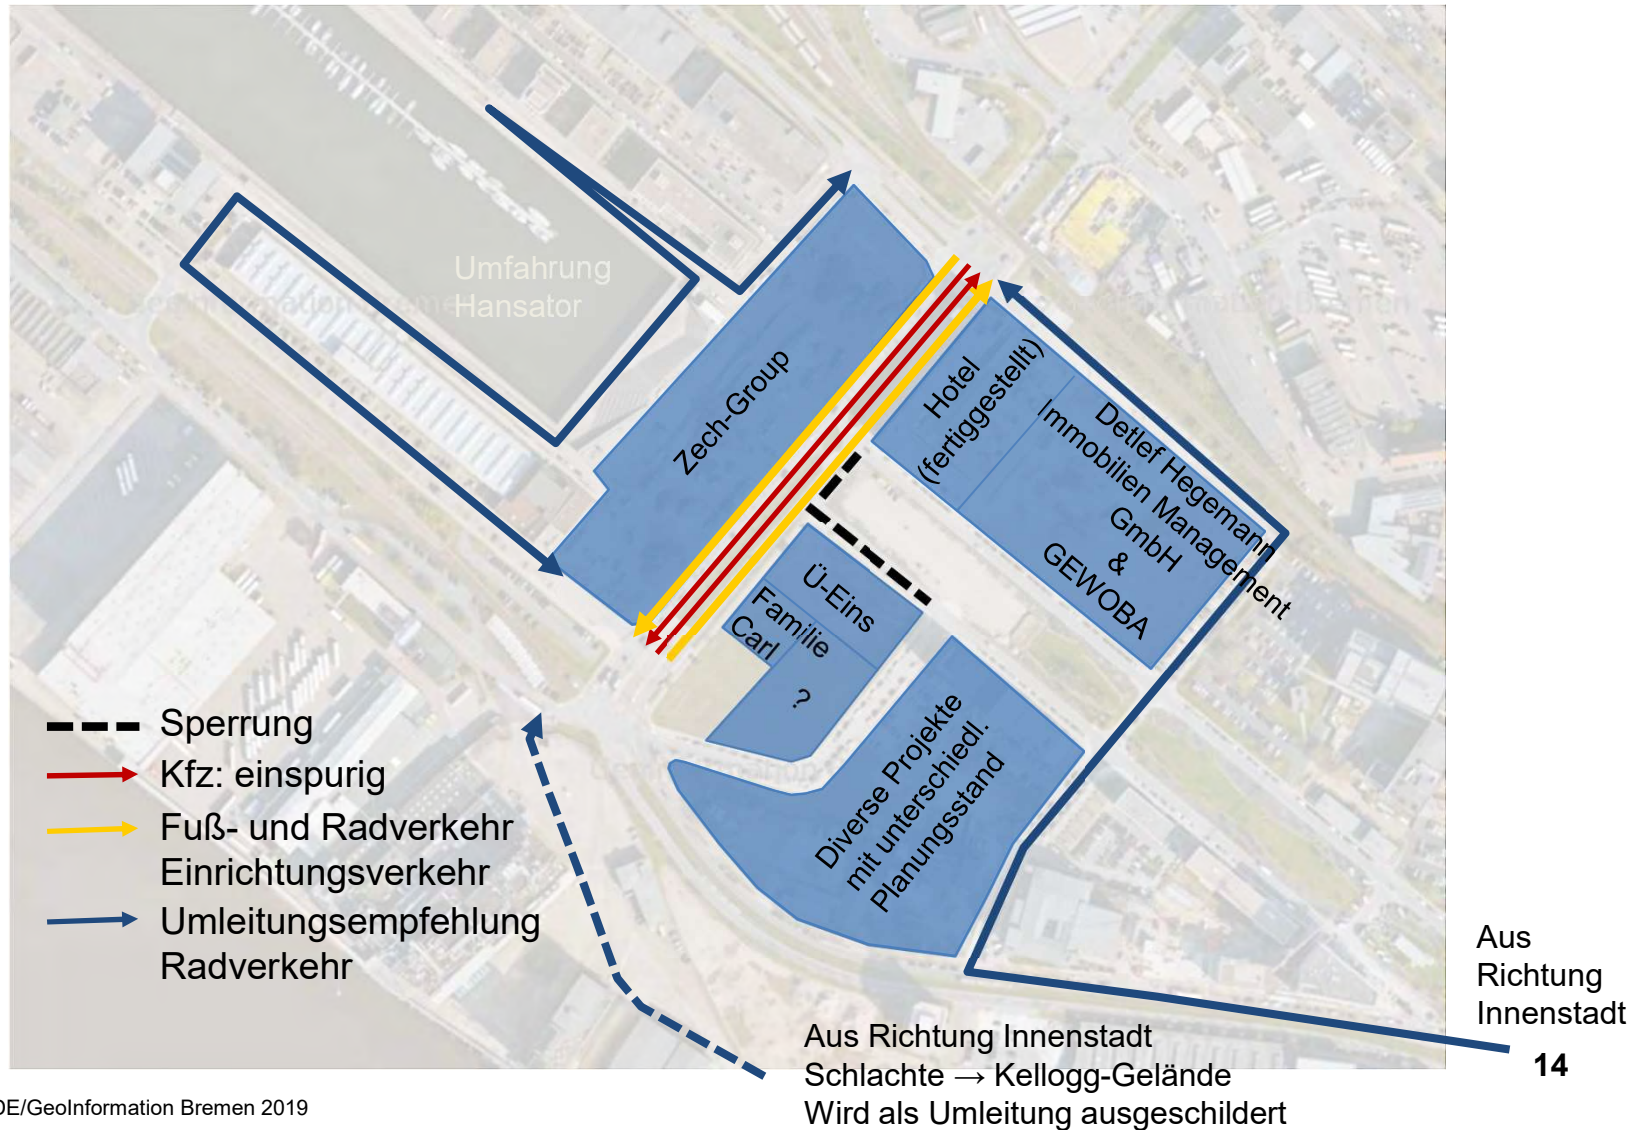 Umfahrung
Hansator
Zech-Group
Hotel
(fertiggestellt)
Detlef Hegemann
Immobilien Management
GmbH
&
GEWOBA
Ü-Eins
Familie
Carl
?
Diverse Projekte
mit unterschiedl.
Planungsstand
Sperrung
Kfz: einspurig
Fuß- und Radverkehr
Einrichtungsverkehr
Umleitungsempfehlung
Radverkehr
Aus
Richtung
Innenstadt
14
Aus Richtung Innenstadt
Schlachte → Kellogg-Gelände
Wird als Umleitung ausgeschildert
DE/GeoInformation Bremen 2019